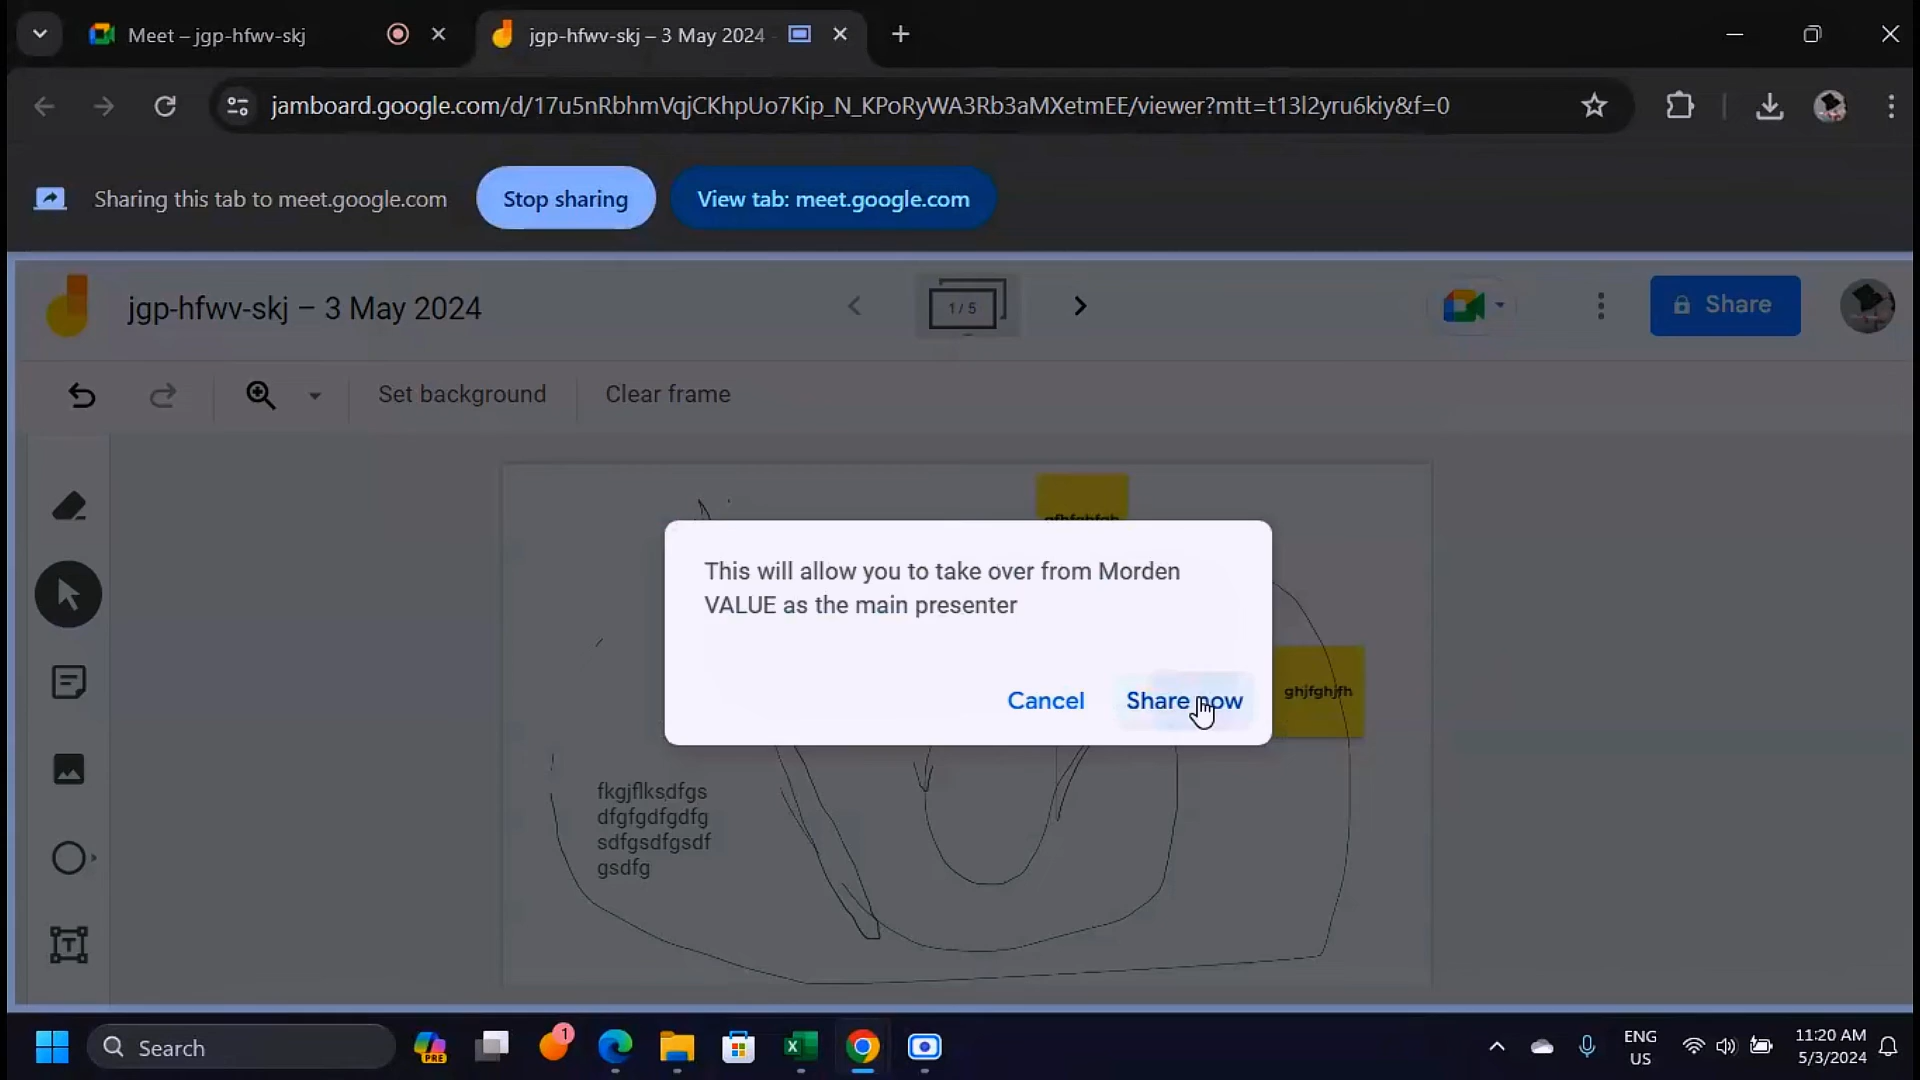 Meet – jgp-hfwv-skj
jgp-hfwv-skj – 3 May 2024
jamboard.google.com/d/17u5nRbhmVqjCKhpUo7Kip_N_KPoRyWA3Rb3aMXetmEE/viewer?mtt=t13l2yru6kiy&f=0
Sharing this tab to meet.google.com
Stop sharing
View tab: meet.google.com
jgp-hfwv-skj – 3 May 2024
1 / 5
Share
Set background
Clear frame
This will allow you to take over from Morden
VALUE as the main presenter
Cancel
Share now
ghjfghjfh
fkgjflksdfgs
dfgfgdfgdfg
sdfgsdfgsdf
gsdfg
Search
PRE
1
ENG
US
11:20 AM
5/3/2024